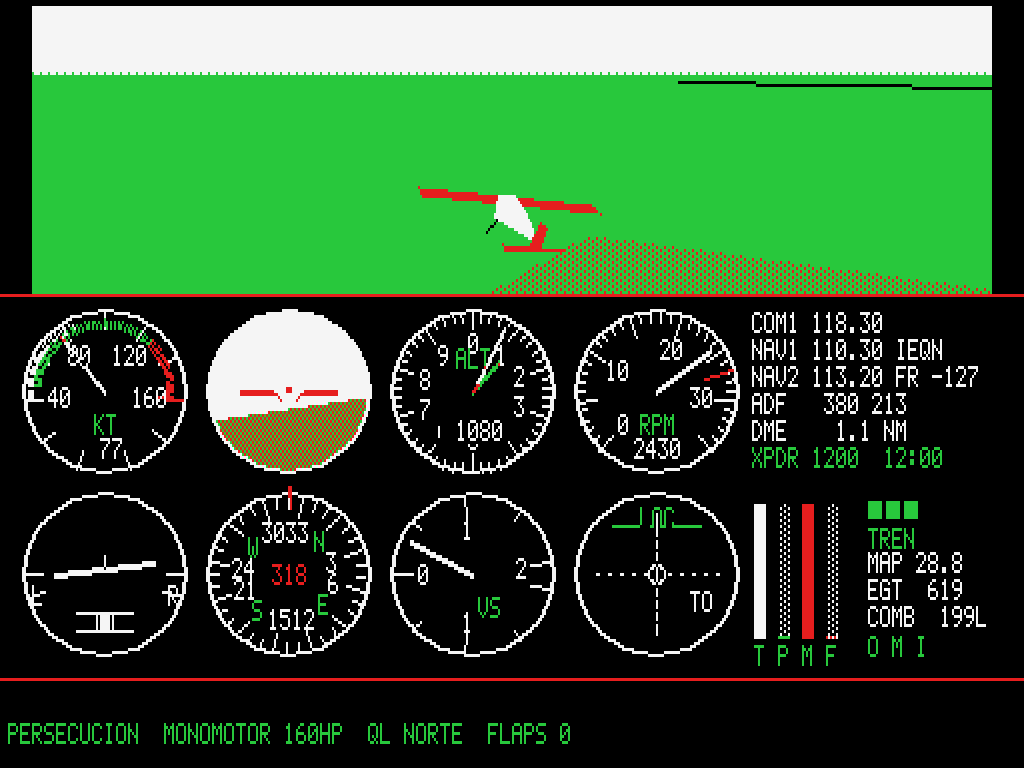 80 120
40 160
KT
77
0
9 ALT
8 2
7 3
1080
20
10
30
0 RPM
2430
COM1 118.30
NAV1 110.30 IEQN
NAV2 113.20 FR -127
ADF 380 213
DME 1.1 NM
XPDR 1200 12:00
L R
3033
W N
24 3
318
21 6
S E
1512
1
0 2
VS
1
TO
T P M F
TREN
MAP 28.8
EGT 619
COMB 199L
O M I
PERSECUCION MONOMOTOR 160HP QL NORTE FLAPS 0